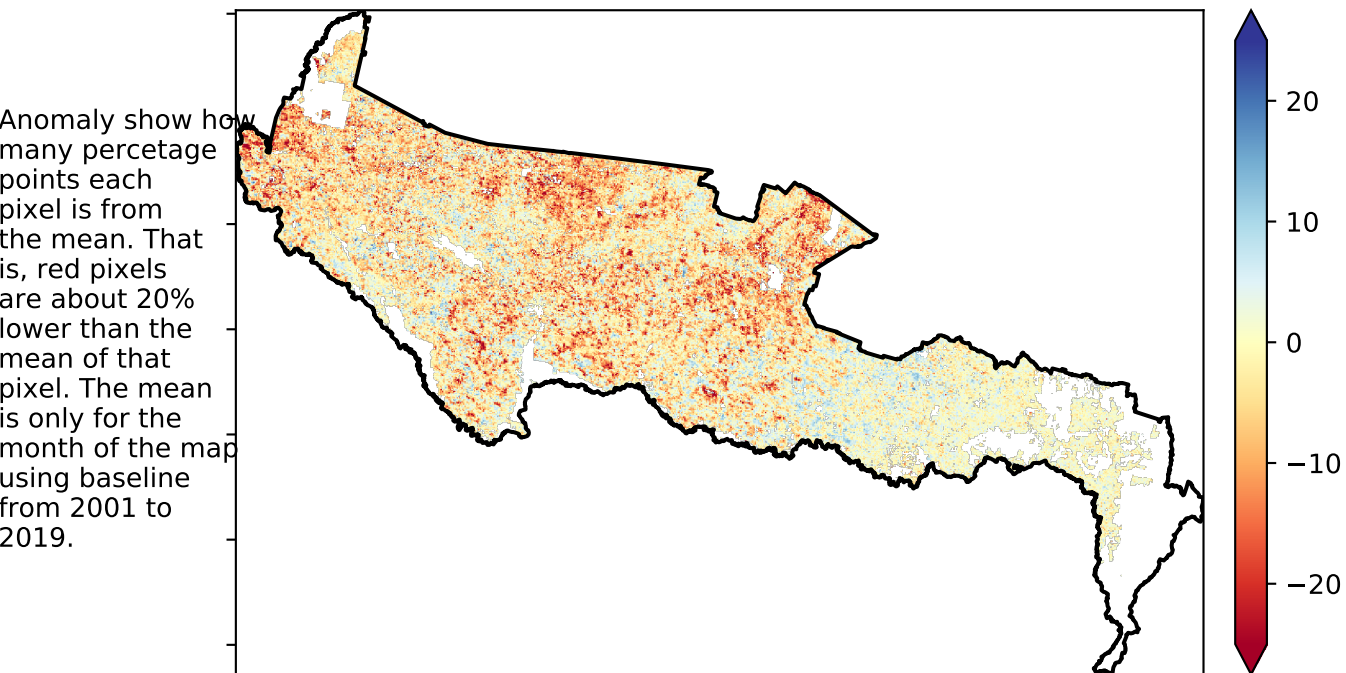 Anomaly show how
many percetage
points each
pixel is from
the mean. That
is, red pixels
are about 20%
lower than the
mean of that
pixel. The mean
is only for the
month of the map
using baseline
from 2001 to
2019.
20
10
0
−10
−20